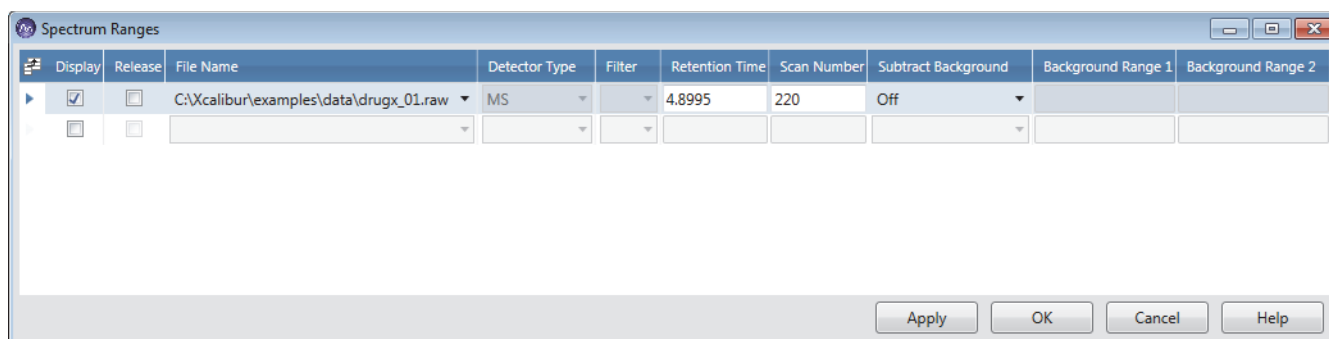 Spectrum Ranges
Display Release File Name Detector Type Filter Retention Time Scan Number Subtract Background Background Range 1 Background Range 2
C:\Xcalibur\examples\data\drugx_01.raw MS 4.8995 220 Off
Apply OK Cancel Help